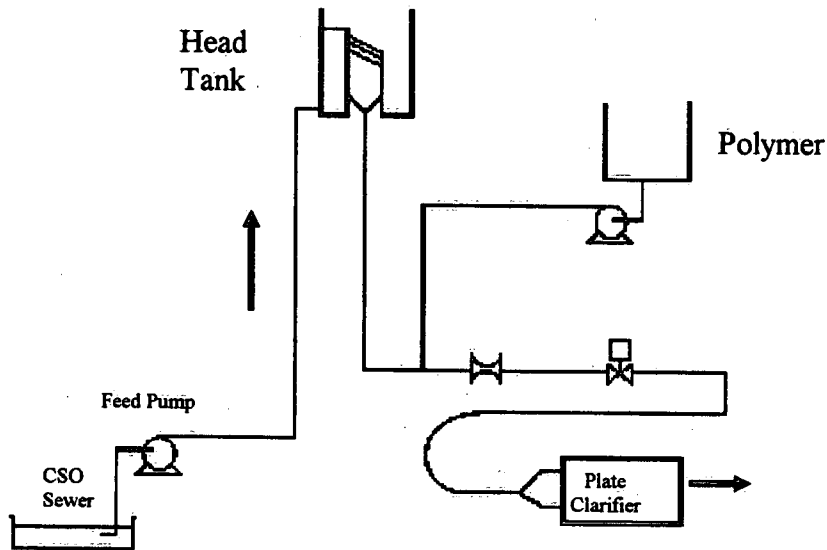 Head
Tank
Polymer
Feed Pump
CSO
Sewer
Plate
Clarifier